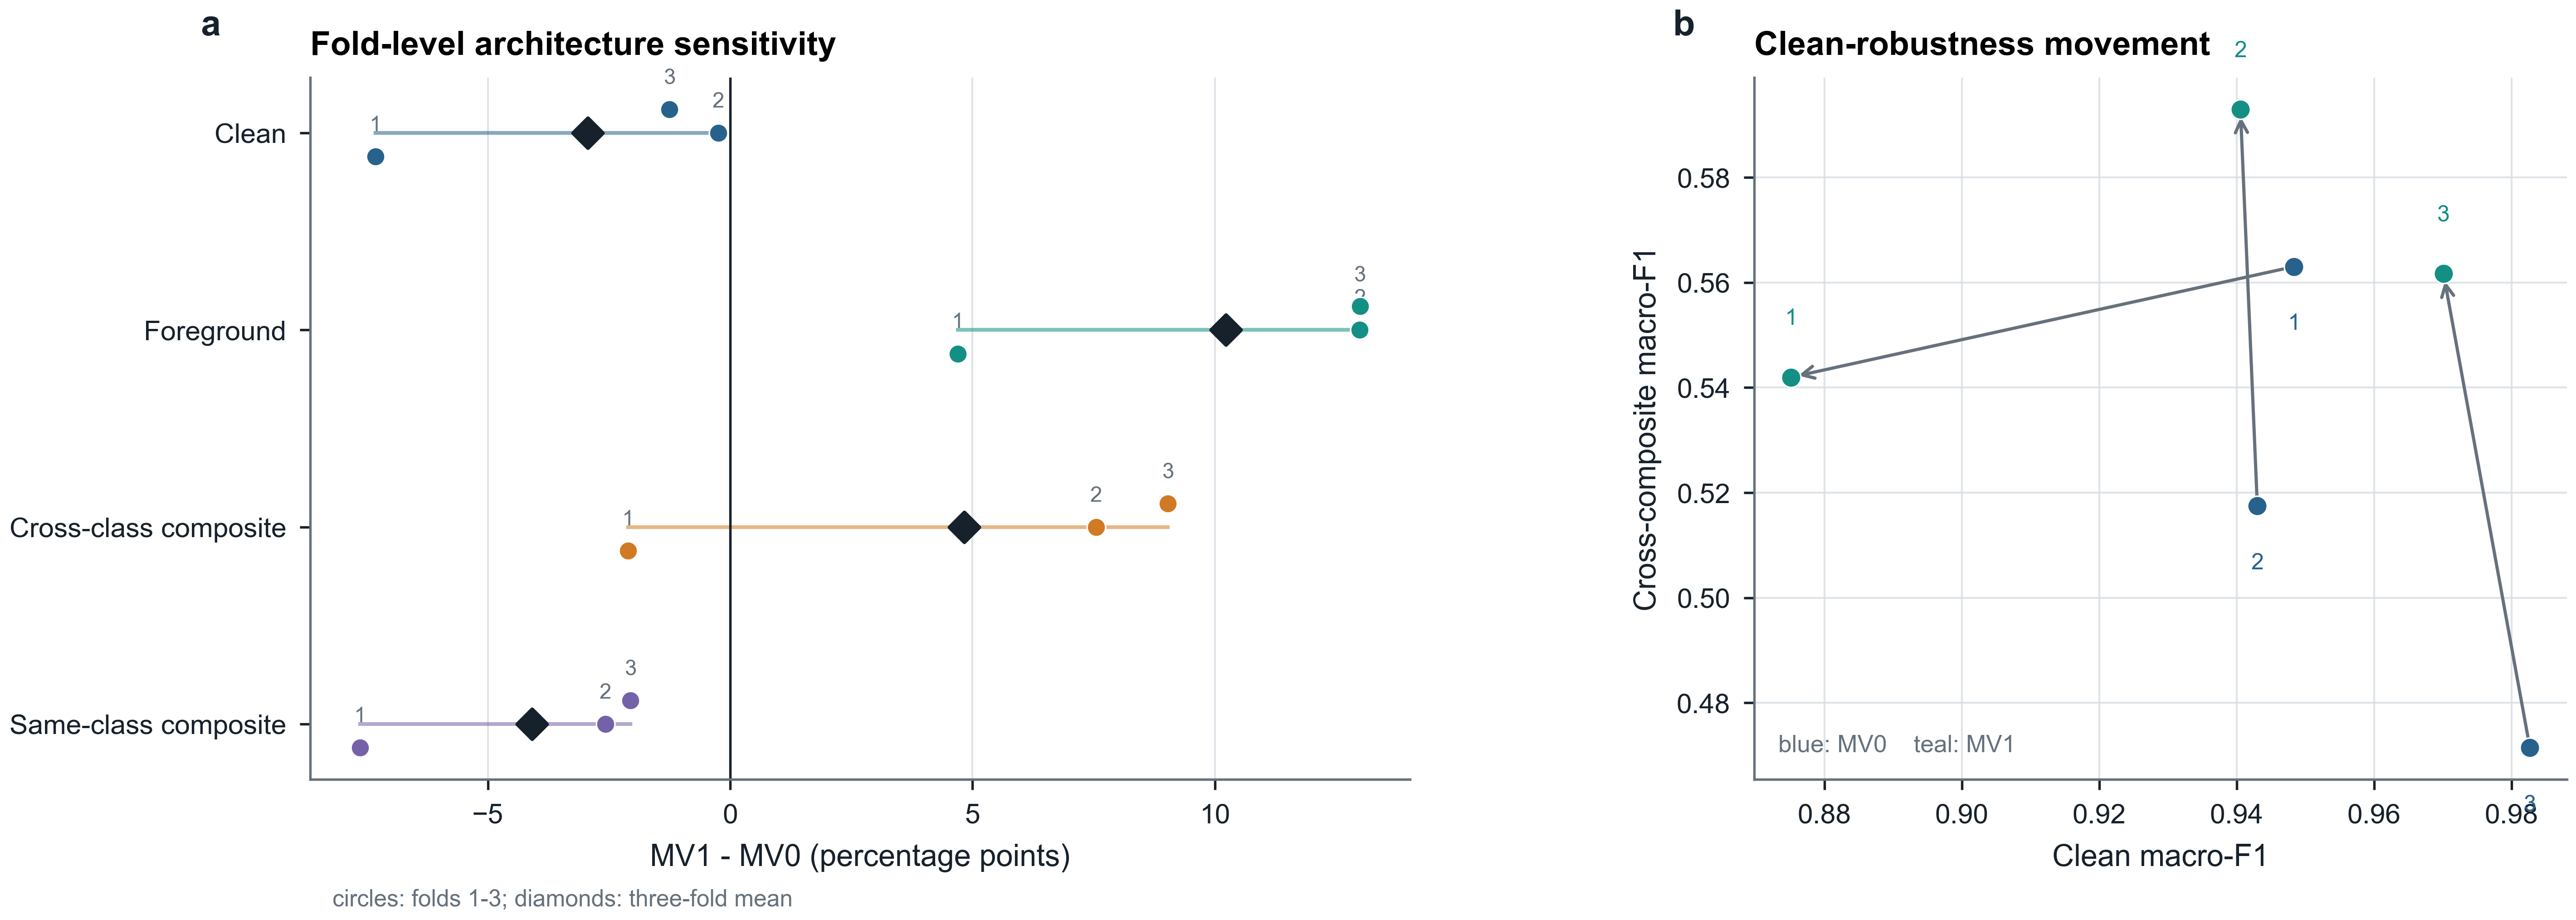 a
Fold-level architecture sensitivity
3
2
1
Clean
3
2
1
Foreground
3
2
1
Cross-class composite
3
2
1
Same-class composite
−5 0 5 10
MV1 - MV0 (percentage points)
circles: folds 1-3; diamonds: three-fold mean
b
Clean-robustness movement
2
3
1
1
2
3
0.58
0.56
0.54
0.52
0.50
0.48
Cross-composite macro-F1
blue: MV0 teal: MV1
0.88 0.90 0.92 0.94 0.96 0.98
Clean macro-F1